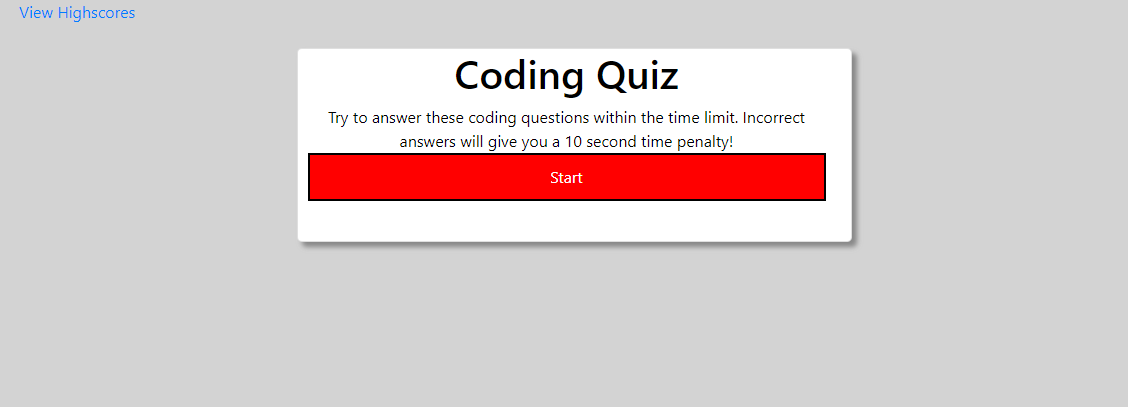 View Highscores
Coding Quiz
Try to answer these coding questions within the time limit. Incorrect
answers will give you a 10 second time penalty!
Start